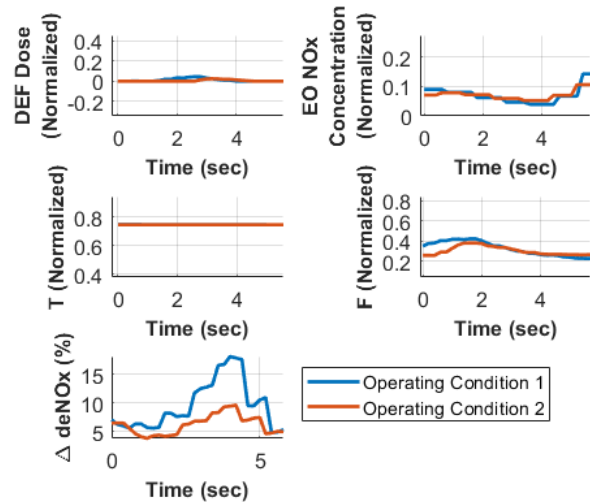 DEF Dose
(Normalized)
0.4
0.2
0
-0.2
0 2 4
Time (sec)
EO NOx
Concentration
(Normalized)
0.2
0.1
0
0 2 4
Time (sec)
T (Normalized)
0.8
0.6
0.4
0 2 4
Time (sec)
F (Normalized)
0.8
0.6
0.4
0.2
0 2 4
Time (sec)
Δ deNOx (%)
15
10
5
0 5
Time (sec)
Operating Condition 1
Operating Condition 2